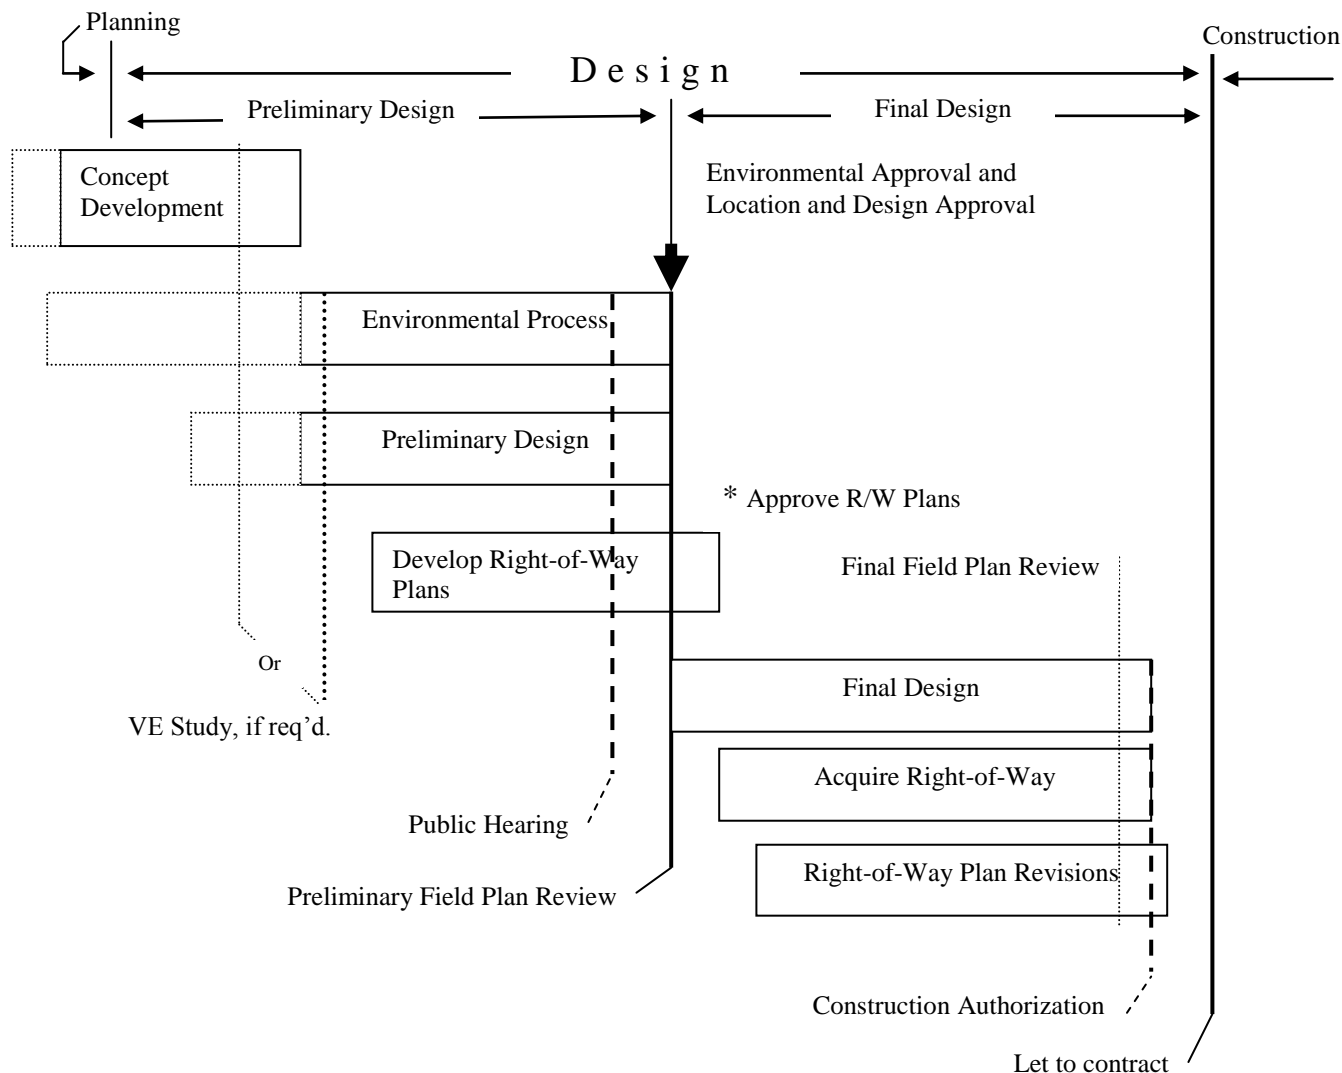 Planning
Construction
Design
Preliminary Design
Final Design
Concept
Development
Environmental Approval and
Location and Design Approval
Environmental Process
Preliminary Design
* Approve R/W Plans
Develop Right-of-Way
Plans
Final Field Plan Review
Or
Final Design
VE Study, if req’d.
Acquire Right-of-Way
Public Hearing
Right-of-Way Plan Revisions
Preliminary Field Plan Review
Construction Authorization
Let to contract